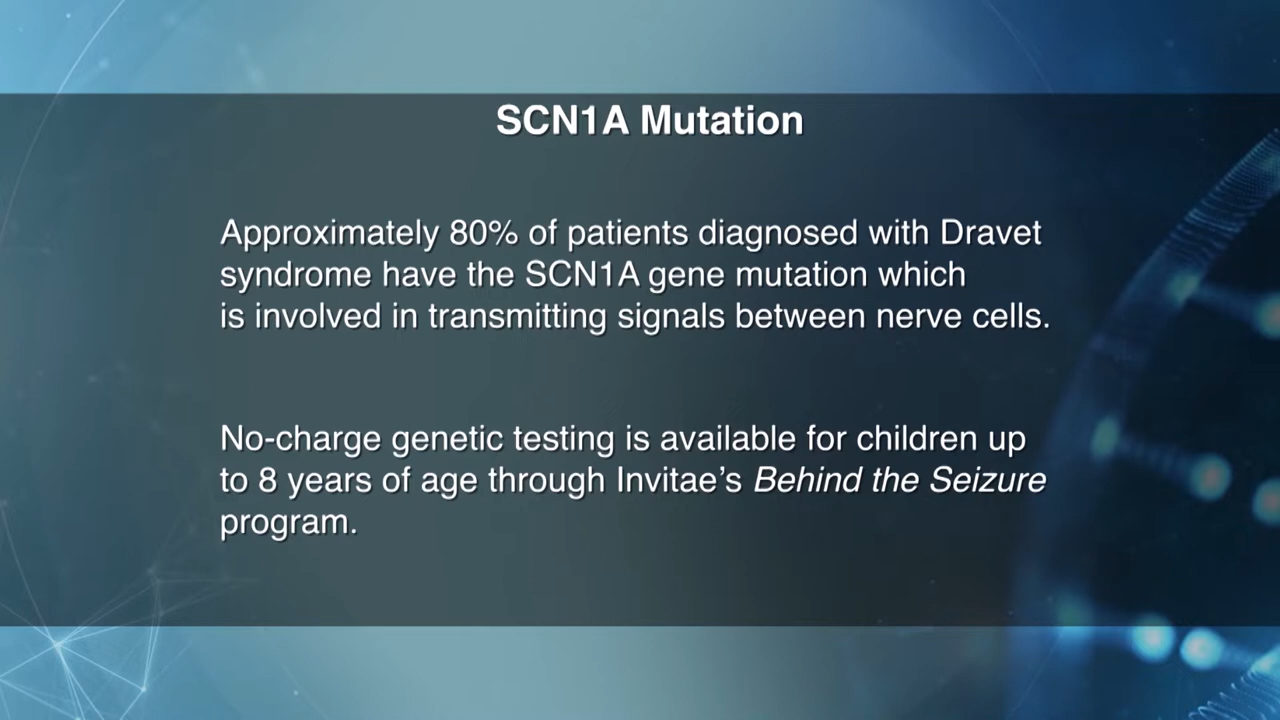 SCN1A Mutation
Approximately 80% of patients diagnosed with Dravet
syndrome have the SCN1A gene mutation which
is involved in transmitting signals between nerve cells.
No-charge genetic testing is available for children up
to 8 years of age through Invitae’s Behind the Seizure
program.